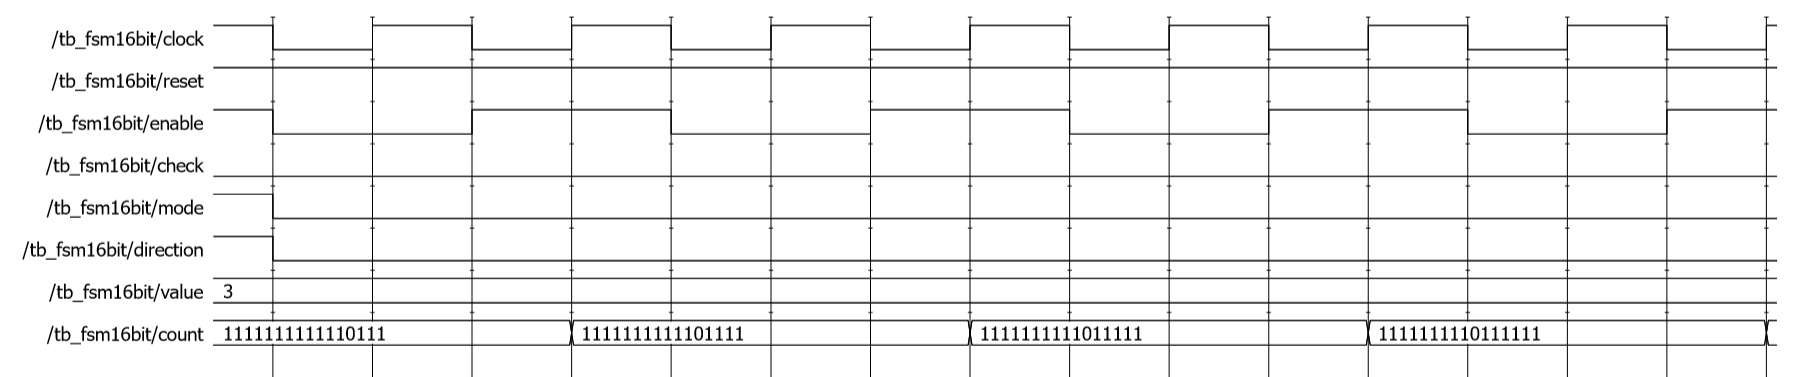 /tb_fsm16bit/clock
/tb_fsm16bit/reset
/tb_fsm16bit/enable
/tb_fsm16bit/check
/tb_fsm16bit/mode
/tb_fsm16bit/direction
/tb_fsm16bit/value 3
/tb_fsm16bit/count 1111111111110111 1111111111101111 1111111111011111 1111111110111111